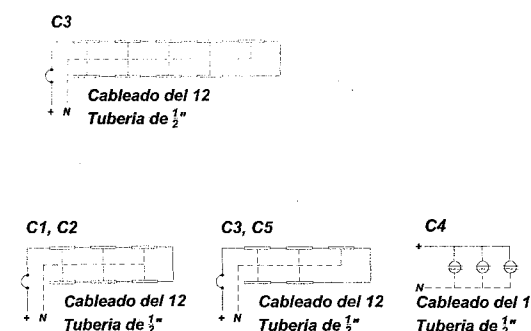 C3
Cableado del 12
+ N
Tuberia de ½"
C1, C2
C3, C5
C4
+
N
Cableado del 12
Cableado del 12
Cableado del 1
+ N
Tuberia de ½"
+ N
Tuberia de ½"
Tuberia de ½"